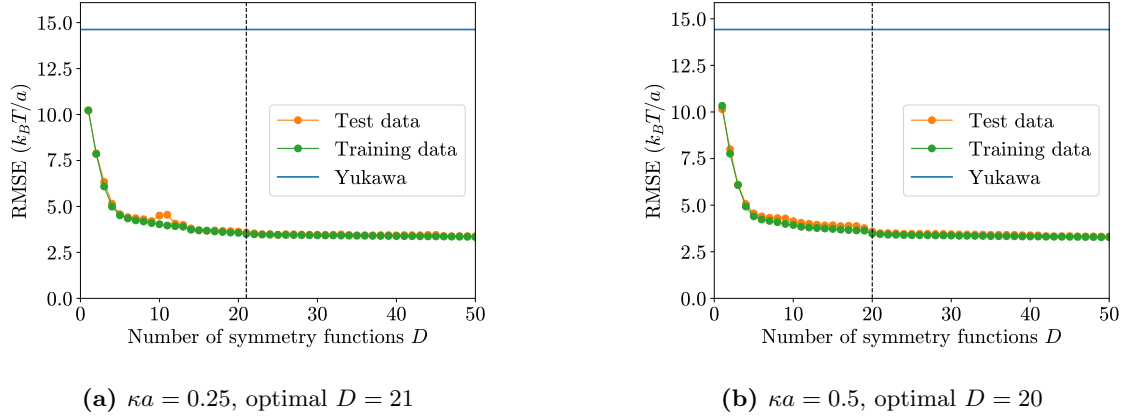 15.0
12.5
10.0
7.5
5.0
2.5
0.0
RMSE (k_BT/a)
Test data
Training data
Yukawa
0 10 20 30 40 50
Number of symmetry functions D
(a) κa = 0.25, optimal D = 21
15.0
12.5
10.0
7.5
5.0
2.5
0.0
RMSE (k_BT/a)
Test data
Training data
Yukawa
0 10 20 30 40 50
Number of symmetry functions D
(b) κa = 0.5, optimal D = 20